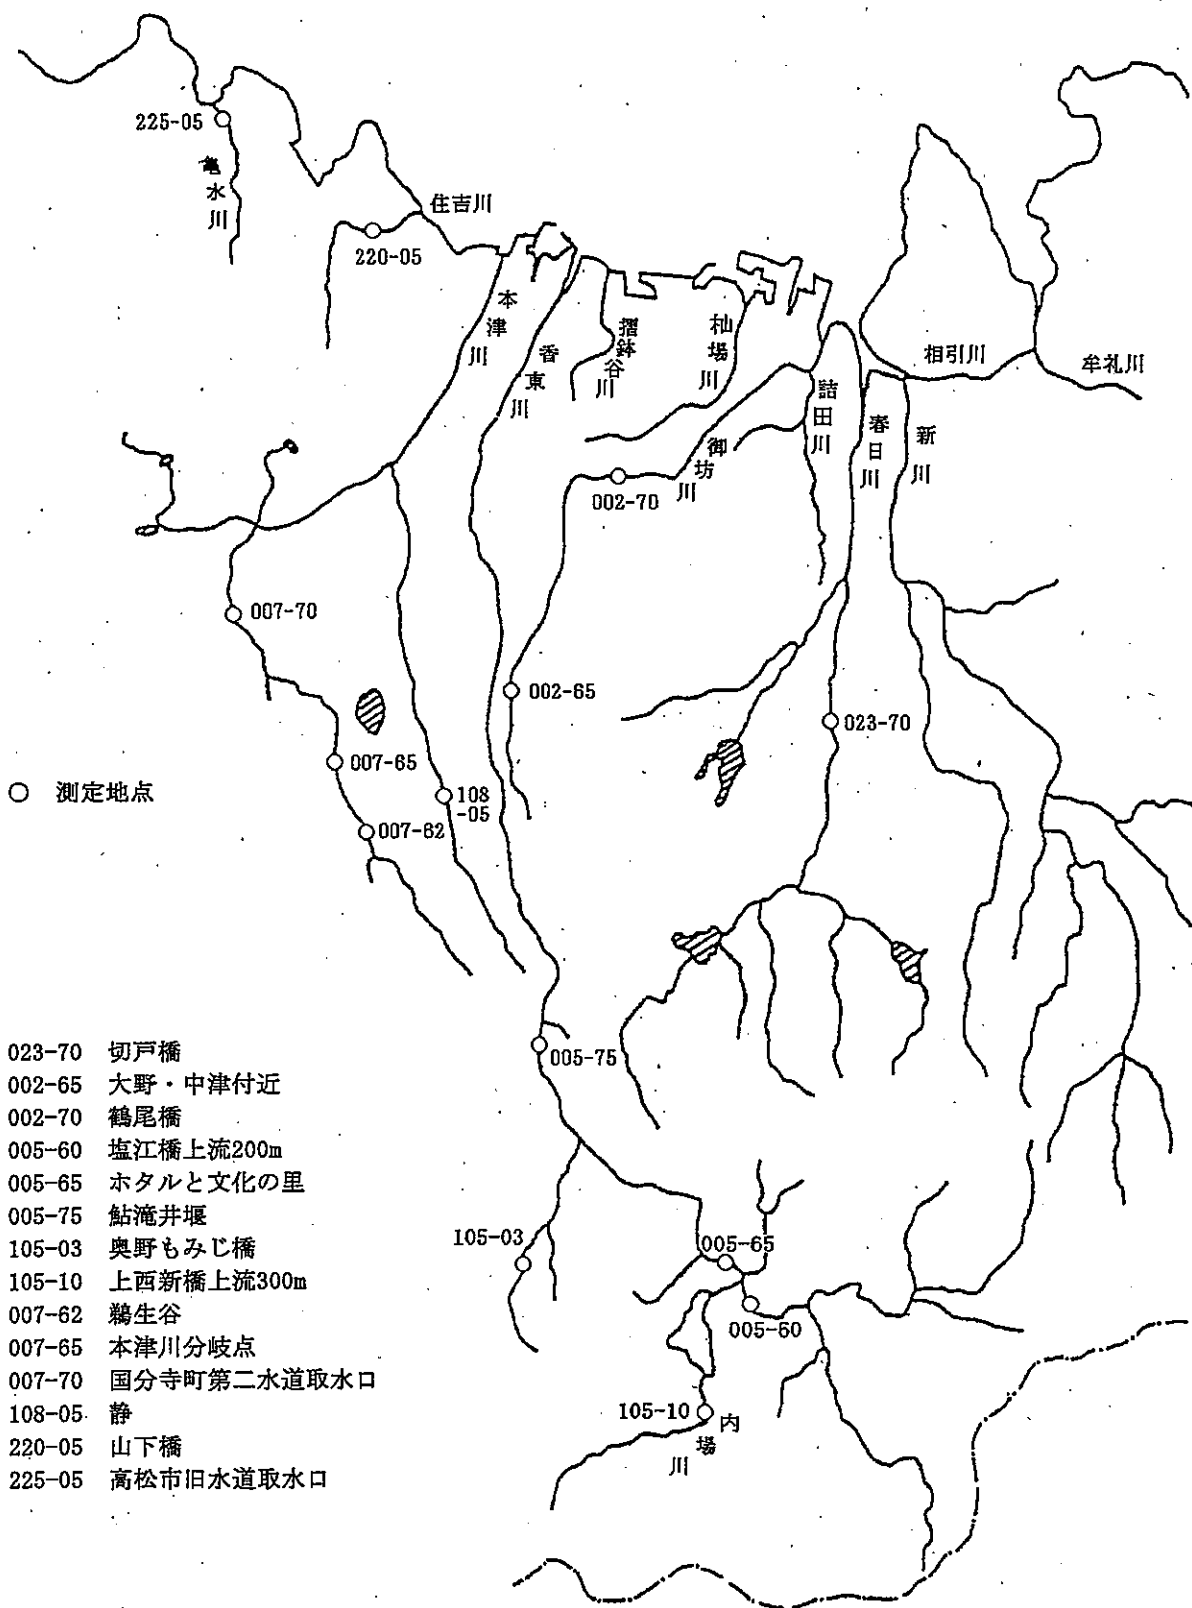 225-05
亀水川
住吉川
220-05
本津川
香東川
摺鉢谷川
杣場川
御坊川
詰田川
春日川
新川
相引川
牟礼川
002-70
007-70
002-65
023-70
007-65
108
-05
007-62
○ 測定地点
005-75
105-03
005-65
005-60
105-10
内場川
023-70 切戸橋
002-65 大野・中津付近
002-70 鶴尾橋
005-60 塩江橋上流200m
005-65 ホタルと文化の里
005-75 鮎滝井堰
105-03 奥野もみじ橋
105-10 上西新橋上流300m
007-62 鵜生谷
007-65 本津川分岐点
007-70 国分寺町第二水道取水口
108-05 静
220-05 山下橋
225-05 高松市旧水道取水口